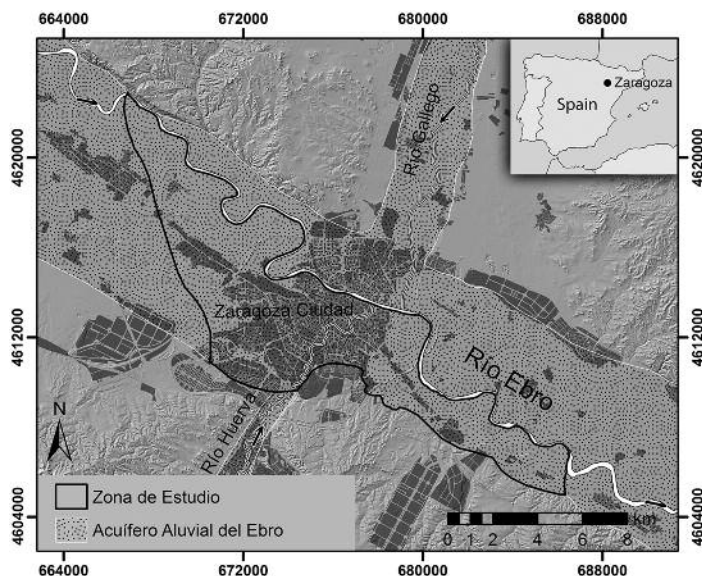 664000 672000 680000 688000
Zaragoza
Spain
Río Gallego
4620000
4620000
Zaragoza Ciudad
4612000
4612000
Río Ebro
Río Huerva
N
Zona de Estudio
Acuífero Aluvial del Ebro
Km
0 1 2 4 6 8
4604000
4604000
664000 672000 680000 688000